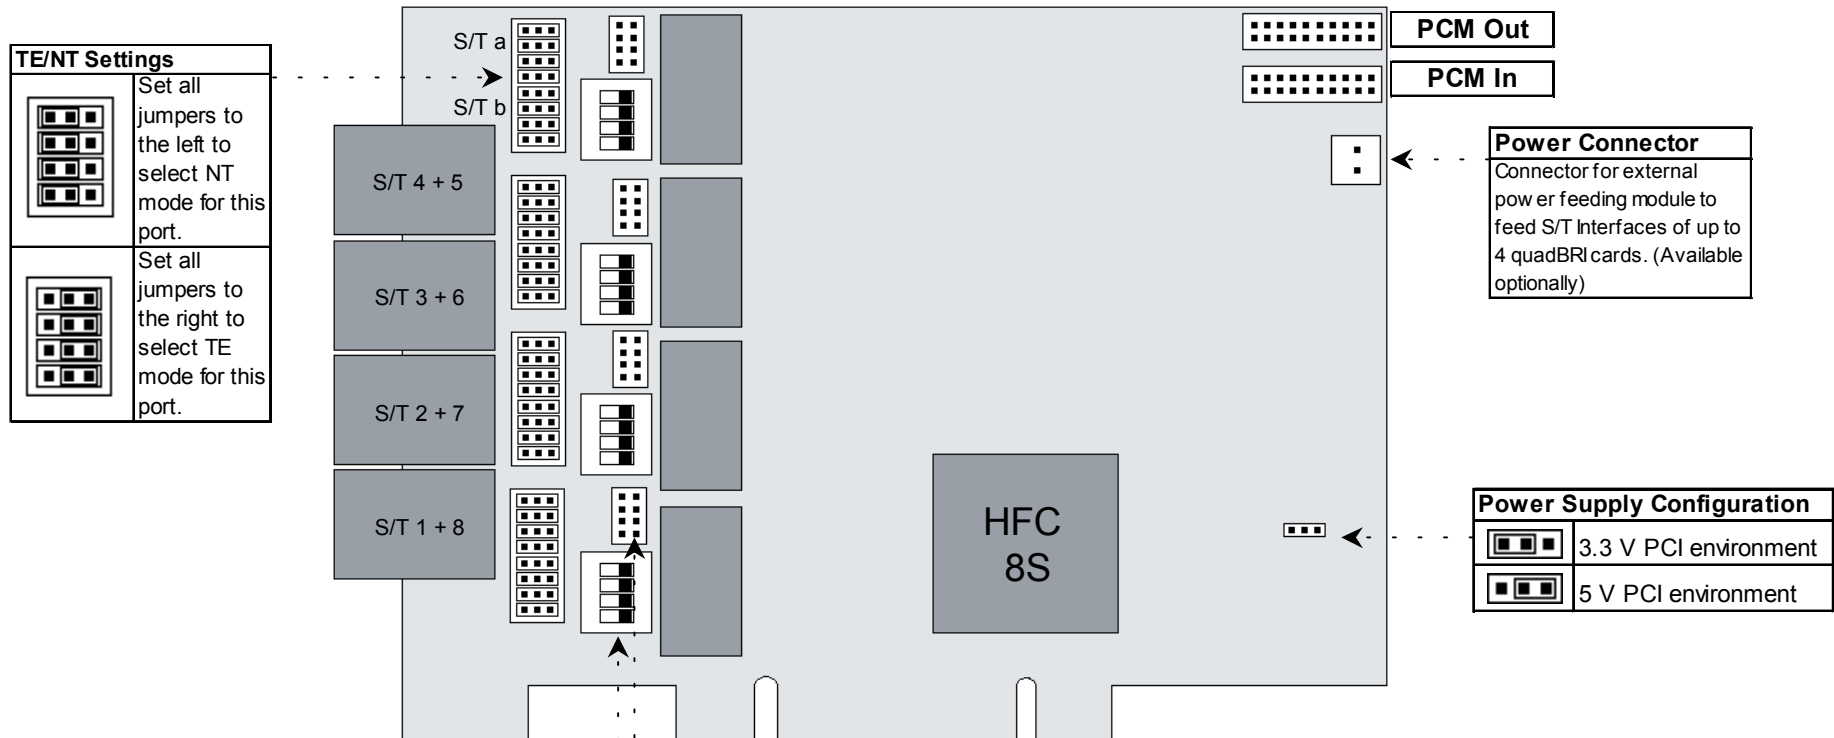 TE/NT Settings
Set all
jumpers to
the left to
select NT
mode for this
port.
Set all
jumpers to
the right to
select TE
mode for this
port.
S/T a
S/T b
S/T 4 + 5
S/T 3 + 6
S/T 2 + 7
S/T 1 + 8
HFC
8S
PCM Out
PCM In
Power Connector
Connector for external
power feeding module to
feed S/T Interfaces of up to
4 quadBRI cards. (Available
optionally)
Power Supply Configuration
3.3 V PCI environment
5 V PCI environment